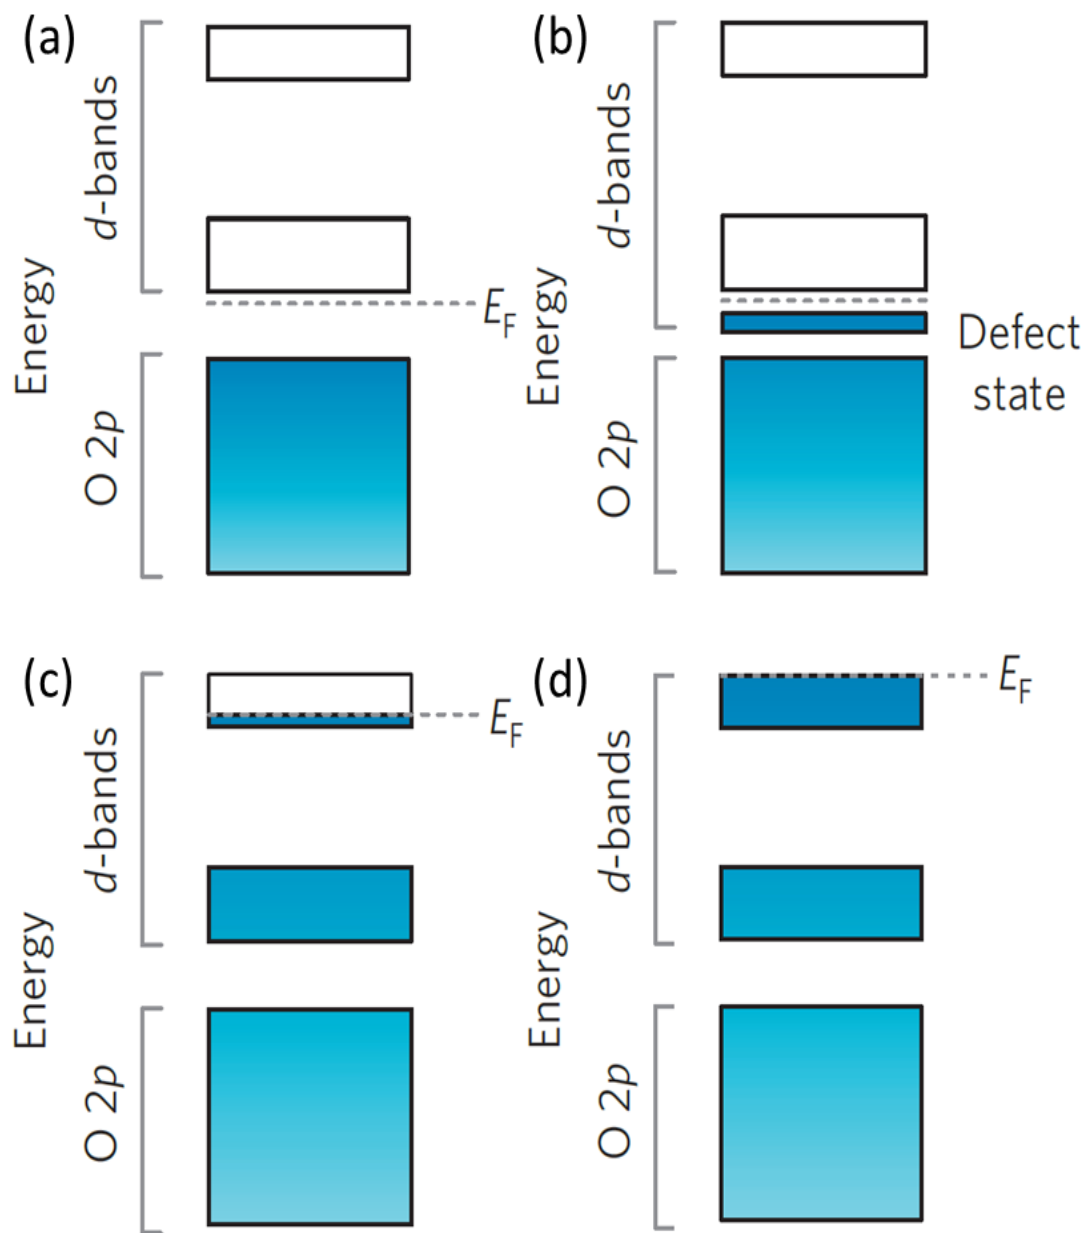 (a)
d-bands
Energy
E_F
O 2p
(b)
d-bands
Energy
Defect
state
O 2p
(c)
d-bands
E_F
Energy
O 2p
(d)
E_F
d-bands
Energy
O 2p